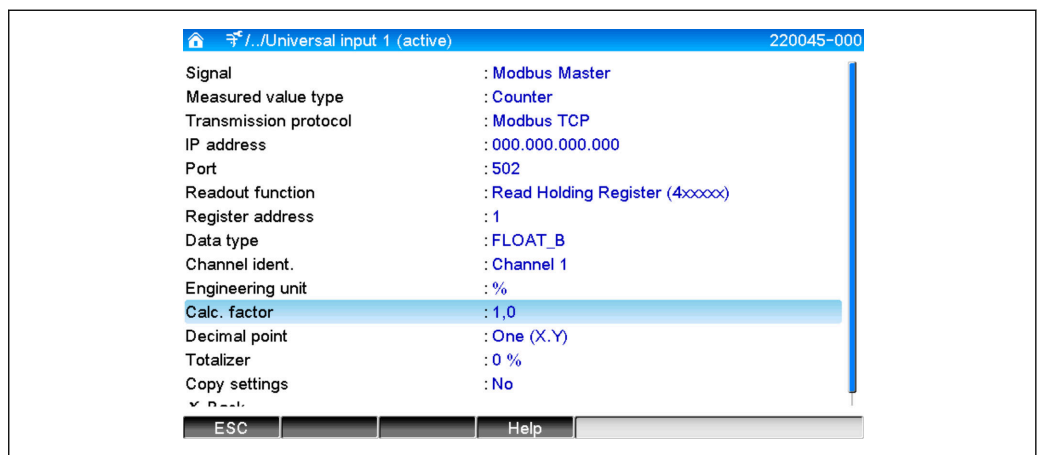 /../Universal input 1 (active) 220045-000
Signal : Modbus Master
Measured value type : Counter
Transmission protocol : Modbus TCP
IP address : 000.000.000.000
Port : 502
Readout function : Read Holding Register (4xxxxx)
Register address : 1
Data type : FLOAT_B
Channel ident. : Channel 1
Engineering unit : %
Calc. factor : 1,0
Decimal point : One (X.Y)
Totalizer : 0 %
Copy settings : No
ESC Help